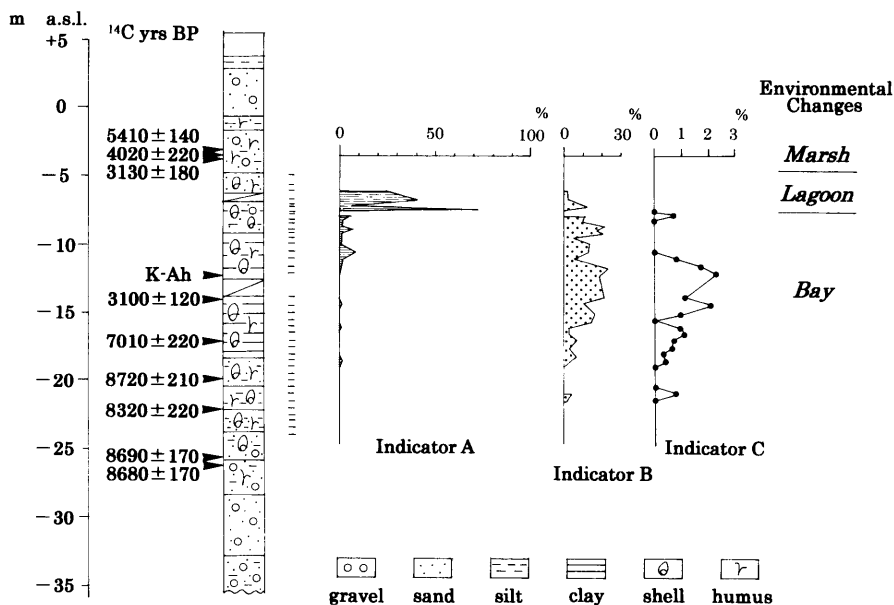 m a.s.l.
¹⁴C yrs BP
+5
0
−5
−10
−15
−20
−25
−30
−35
5410±140
4020±220
3130±180
K-Ah
3100±120
7010±220
8720±210
8320±220
8690±170
8680±170
%
0 50 100
Indicator A
%
0 30
Indicator B
%
0 1 2 3
Indicator C
Environmental
Changes
Marsh
Lagoon
Bay
gravel sand silt clay shell humus